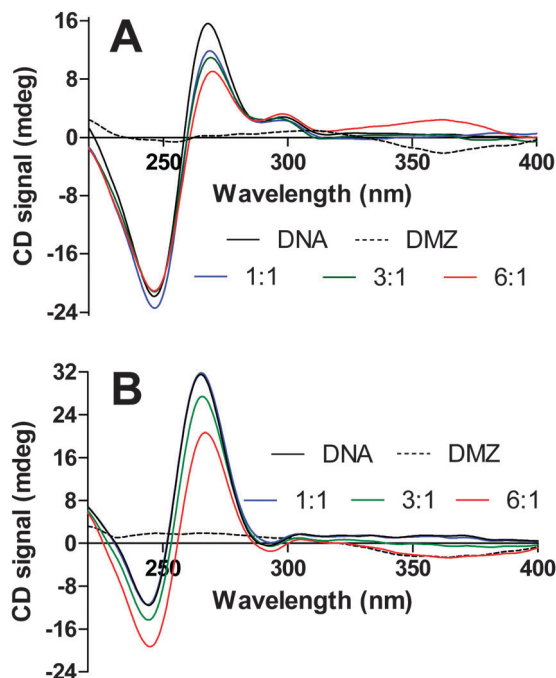 A
16
8
0
-8
-16
-24
CD signal (mdeg)
250 300 350 400
Wavelength (nm)
DNA DMZ
1:1 3:1 6:1
B
32
24
16
8
0
-8
-16
-24
CD signal (mdeg)
DNA DMZ
1:1 3:1 6:1
250 300 350 400
Wavelength (nm)